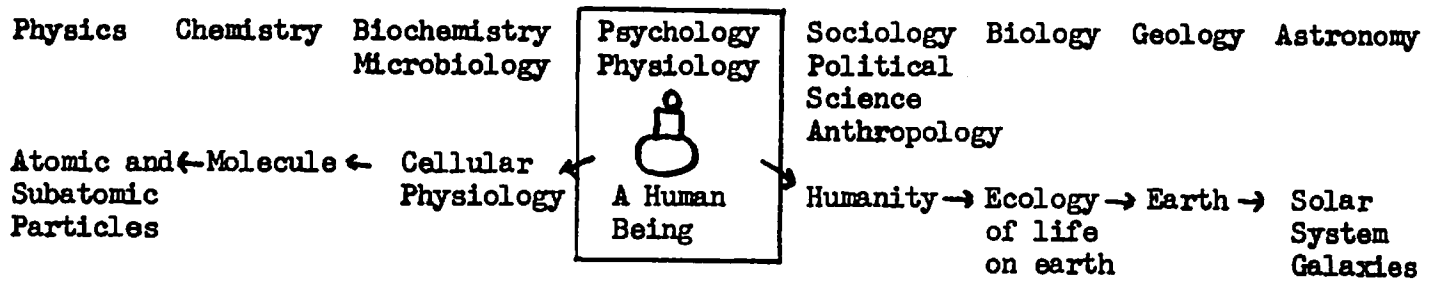 Physics Chemistry Biochemistry Psychology Sociology Biology Geology Astronomy
Microbiology Physiology Political
Science
Anthropology
Atomic and ← Molecule ← Cellular
Subatomic Physiology
Particles
A Human
Being
Humanity → Ecology → Earth → Solar
of life System
on earth Galaxies